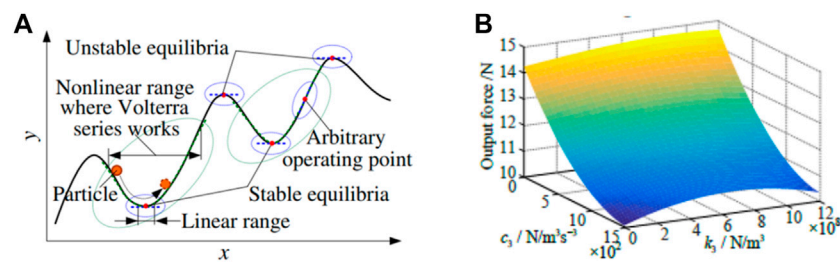 A
Unstable equilibria
Nonlinear range
where Volterra
series works
Arbitrary
operating point
Particle
Stable equilibria
Linear range
y
x
B
Output force /N
15
14
13
12
11
10
0
5
10
15
×10²
c₃ / N/m³s⁻³
0
2
4
6
8
10
12
×10⁸
k₃ / N/m³